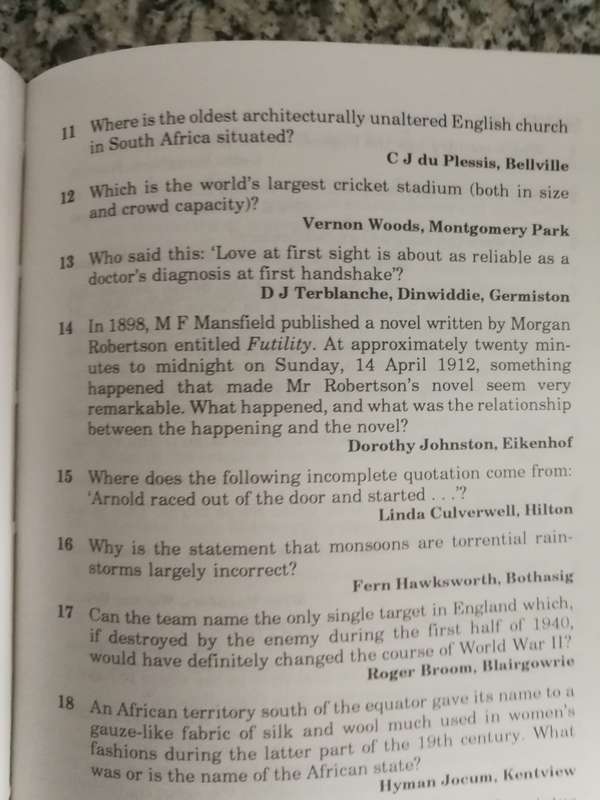 11 Where is the oldest architecturally unaltered English church
in South Africa situated?
C J du Plessis, Bellville
12 Which is the world's largest cricket stadium (both in size
and crowd capacity)?
Vernon Woods, Montgomery Park
13 Who said this: 'Love at first sight is about as reliable as a
doctor's diagnosis at first handshake'?
D J Terblanche, Dinwiddie, Germiston
14 In 1898, M F Mansfield published a novel written by Morgan
Robertson entitled Futility. At approximately twenty min-
utes to midnight on Sunday, 14 April 1912, something
happened that made Mr Robertson's novel seem very
remarkable. What happened, and what was the relationship
between the happening and the novel?
Dorothy Johnston, Eikenhof
15 Where does the following incomplete quotation come from:
'Arnold raced out of the door and started . . .'?
Linda Culverwell, Hilton
16 Why is the statement that monsoons are torrential rain-
storms largely incorrect?
Fern Hawksworth, Bothasig
17 Can the team name the only single target in England which,
if destroyed by the enemy during the first half of 1940,
would have definitely changed the course of World War II?
Roger Broom, Blairgowrie
18 An African territory south of the equator gave its name to a
gauze-like fabric of silk and wool much used in women's
fashions during the latter part of the 19th century. What
was or is the name of the African state?
Hyman Jocum, Kentview